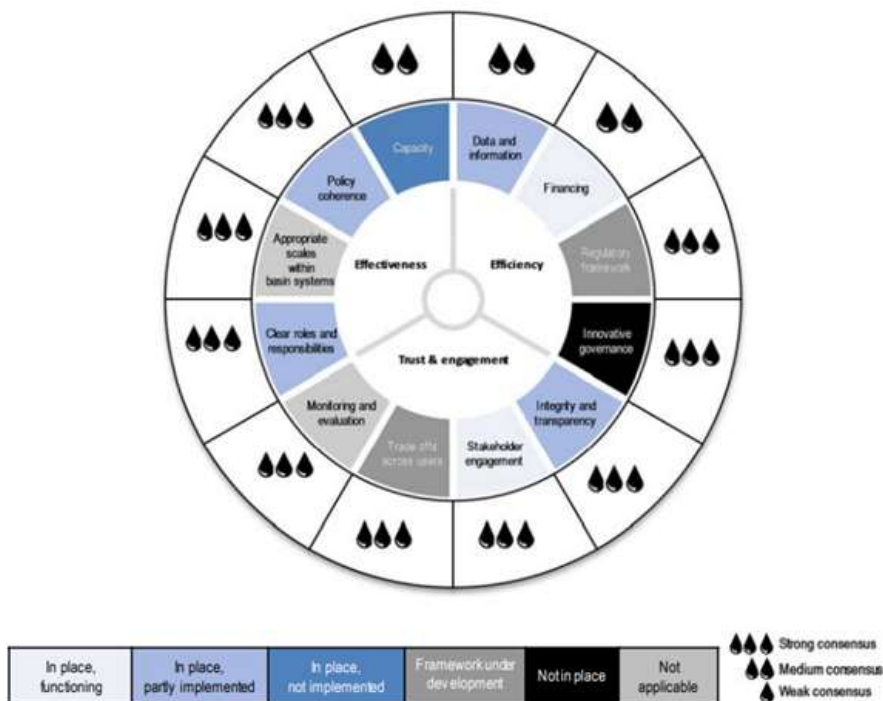 Capacity
Data and
information
Policy
coherence
Financing
Appropriate
scales
within
basin systems
Effectiveness
Efficiency
Regulatory
framework
Clear roles and
responsibilities
Innovative
governance
Trust & engagement
Monitoring and
evaluation
Integrity and
transparency
Trade offs
across users
Stakeholder
engagement
In place,
functioning
In place,
partly implemented
In place,
not implemented
Framework under
development
Not in place
Not
applicable
Strong consensus
Medium consensus
Weak consensus